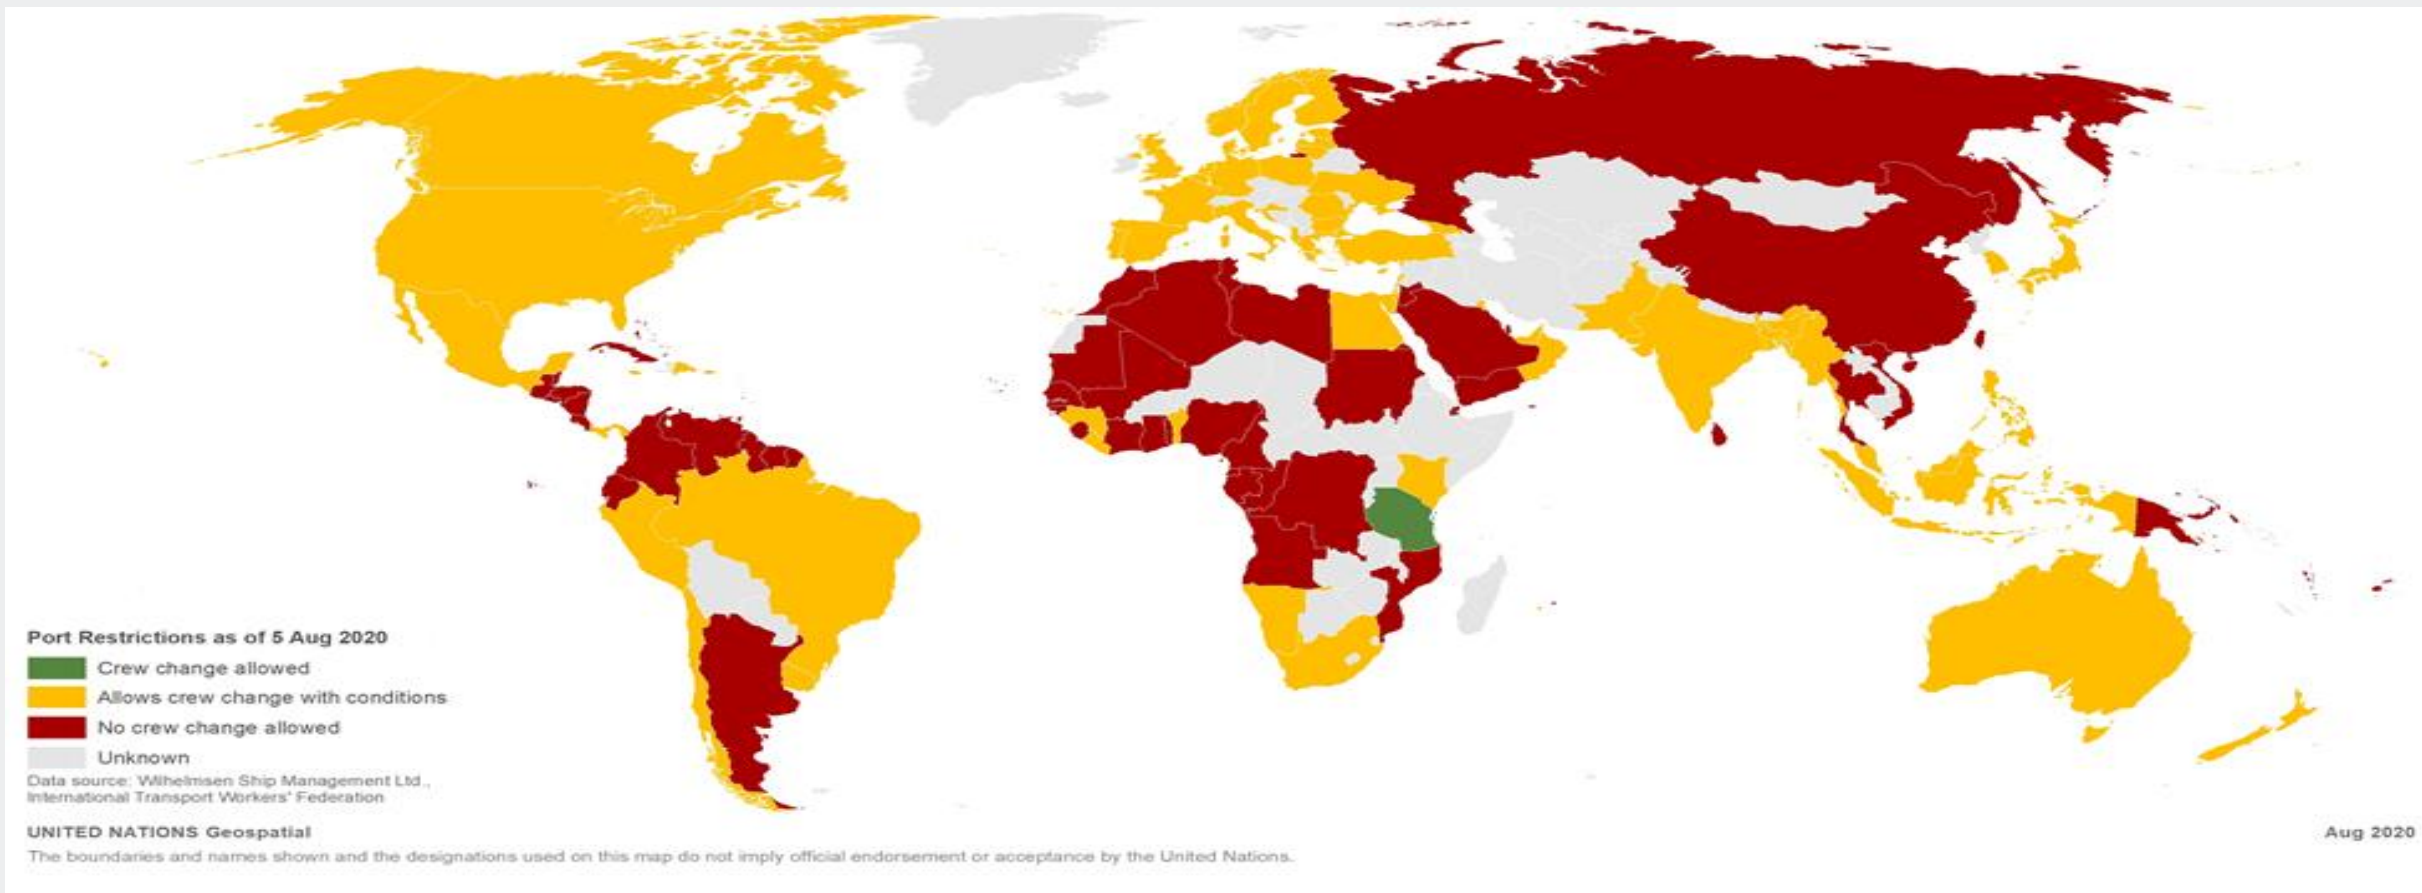 Port Restrictions as of 5 Aug 2020
Crew change allowed
Allows crew change with conditions
No crew change allowed
Unknown
Data source: Wilhelmsen Ship Management Ltd.,
International Transport Workers' Federation
UNITED NATIONS Geospatial
Aug 2020
The boundaries and names shown and the designations used on this map do not imply official endorsement or acceptance by the United Nations.